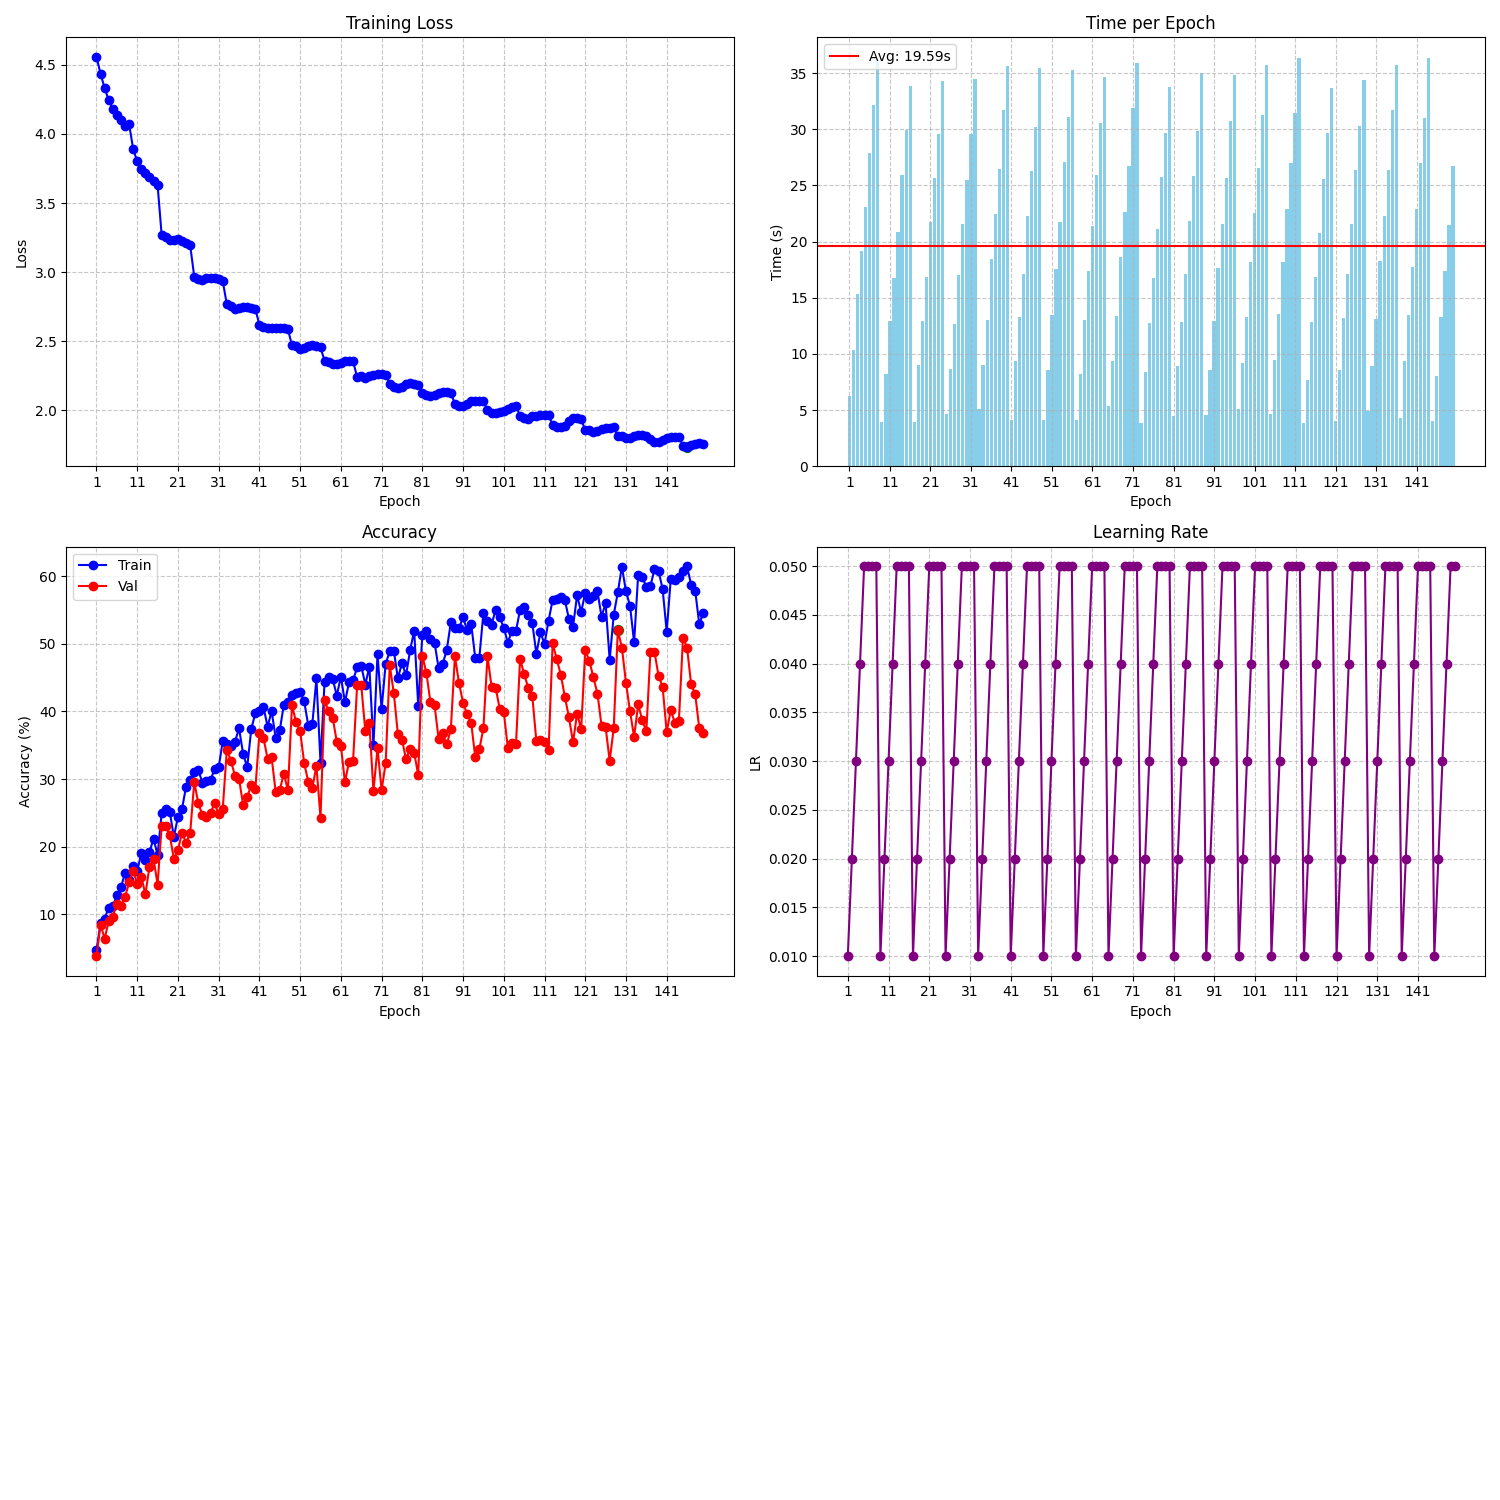 Training Loss
4.5
4.0
3.5
3.0
2.5
2.0
Loss
1 11 21 31 41 51 61 71 81 91 101 111 121 131 141
Epoch
Time per Epoch
Avg: 19.59s
35
30
25
20
15
10
5
0
Time (s)
1 11 21 31 41 51 61 71 81 91 101 111 121 131 141
Epoch
Accuracy
Train
Val
60
50
40
30
20
10
Accuracy (%)
1 11 21 31 41 51 61 71 81 91 101 111 121 131 141
Epoch
Learning Rate
0.050
0.045
0.040
0.035
0.030
0.025
0.020
0.015
0.010
LR
1 11 21 31 41 51 61 71 81 91 101 111 121 131 141
Epoch